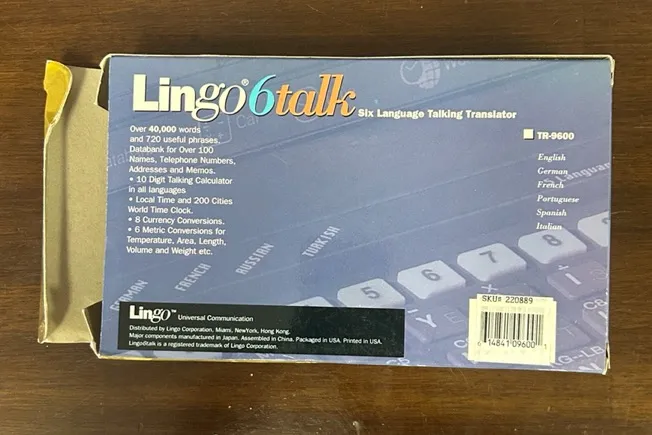 Lingo® 6talk Six Language Talking Translator
Over 40,000 words
and 720 useful phrases,
Databank for Over 100
Names, Telephone Numbers,
Addresses and Memos.
• 10 Digit Talking Calculator
in all languages
• Local Time and 200 Cities
World Time Clock.
• 8 Currency Conversions.
• 6 Metric Conversions for
Temperature, Area, Length,
Volume and Weight etc.
TR-9600
English
German
French
Portuguese
Spanish
Italian
GERMAN
FRENCH
RUSSIAN
TURKISH
5 6 7 8
Lingo™ Universal Communication
Distributed by Lingo Corporation, Miami, NewYork, Hong Kong.
Major components manufactured in Japan. Assembled in China. Packaged in USA. Printed in USA.
Lingo6talk is a registered trademark of Lingo Corporation.
SKU# 220889
6 14841 09600 1